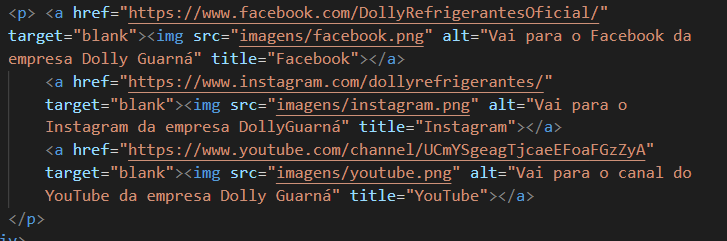 <p> <a href="https://www.facebook.com/DollyRefrigerantesOficial/"
target="blank"><img src="imagens/facebook.png" alt="Vai para o Facebook da
empresa Dolly Guarná" title="Facebook"></a>
<a href="https://www.instagram.com/dollyrefrigerantes/"
target="blank"><img src="imagens/instagram.png" alt="Vai para o
Instagram da empresa DollyGuarná" title="Instagram"></a>
<a href="https://www.youtube.com/channel/UCmYSgeagTjcaeEFoaFGzZyA"
target="blank"><img src="imagens/youtube.png" alt="Vai para o canal do
YouTube da empresa Dolly Guarná" title="YouTube"></a>
</p>